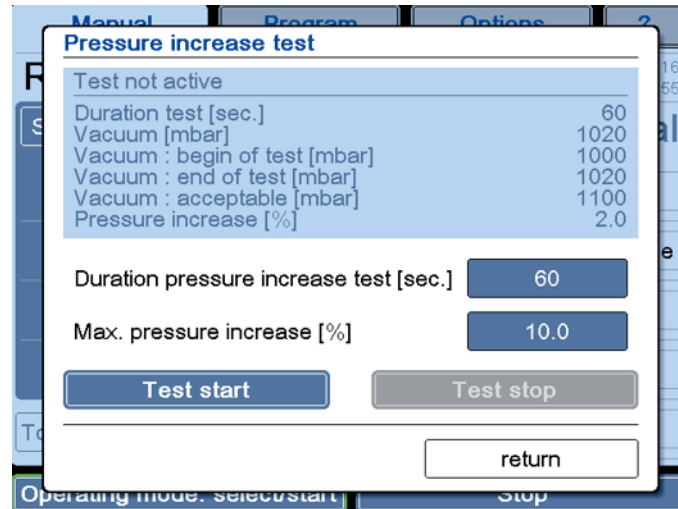 Manual Program Options ?
Pressure increase test
Test not active
Duration test [sec.] 60
Vacuum [mbar] 1020
Vacuum : begin of test [mbar] 1000
Vacuum : end of test [mbar] 1020
Vacuum : acceptable [mbar] 1100
Pressure increase [%] 2.0
Duration pressure increase test [sec.] 60
Max. pressure increase [%] 10.0
Test start Test stop
return
Operating mode: select/start Stop